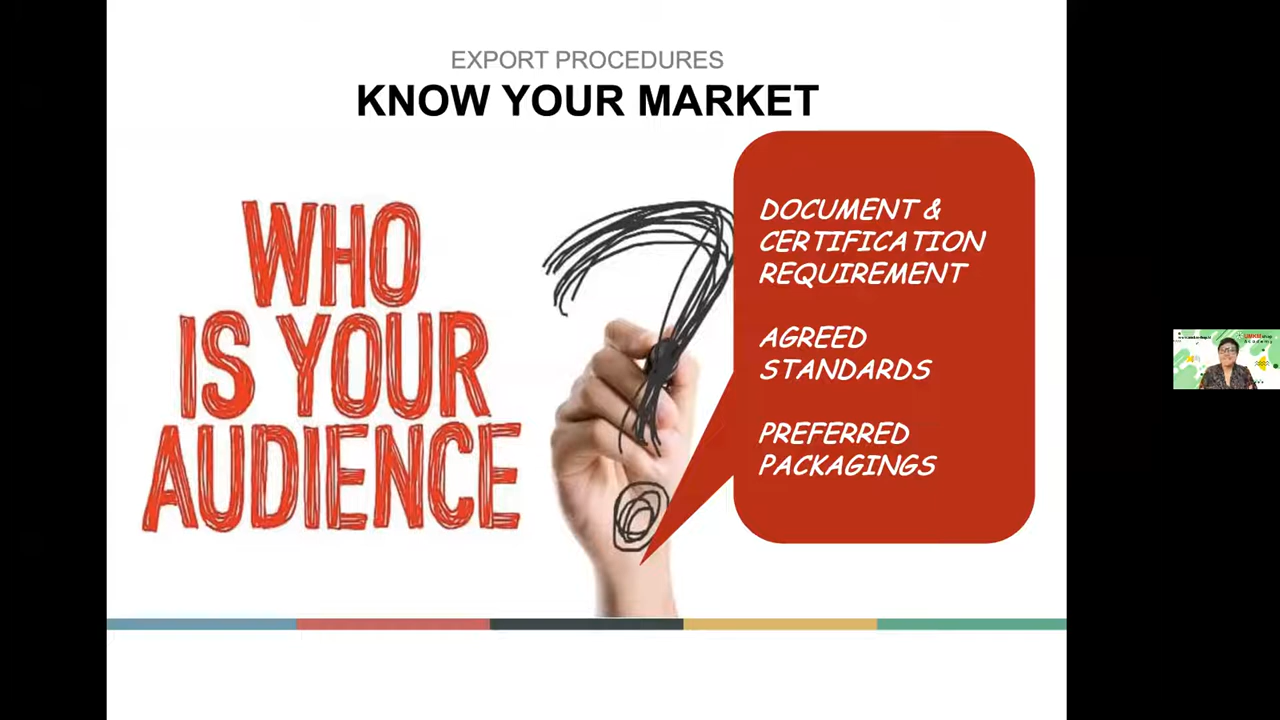 EXPORT PROCEDURES
KNOW YOUR MARKET
WHO
IS YOUR
AUDIENCE
?
DOCUMENT &
CERTIFICATION
REQUIREMENT
AGREED
STANDARDS
PREFERRED
PACKAGINGS